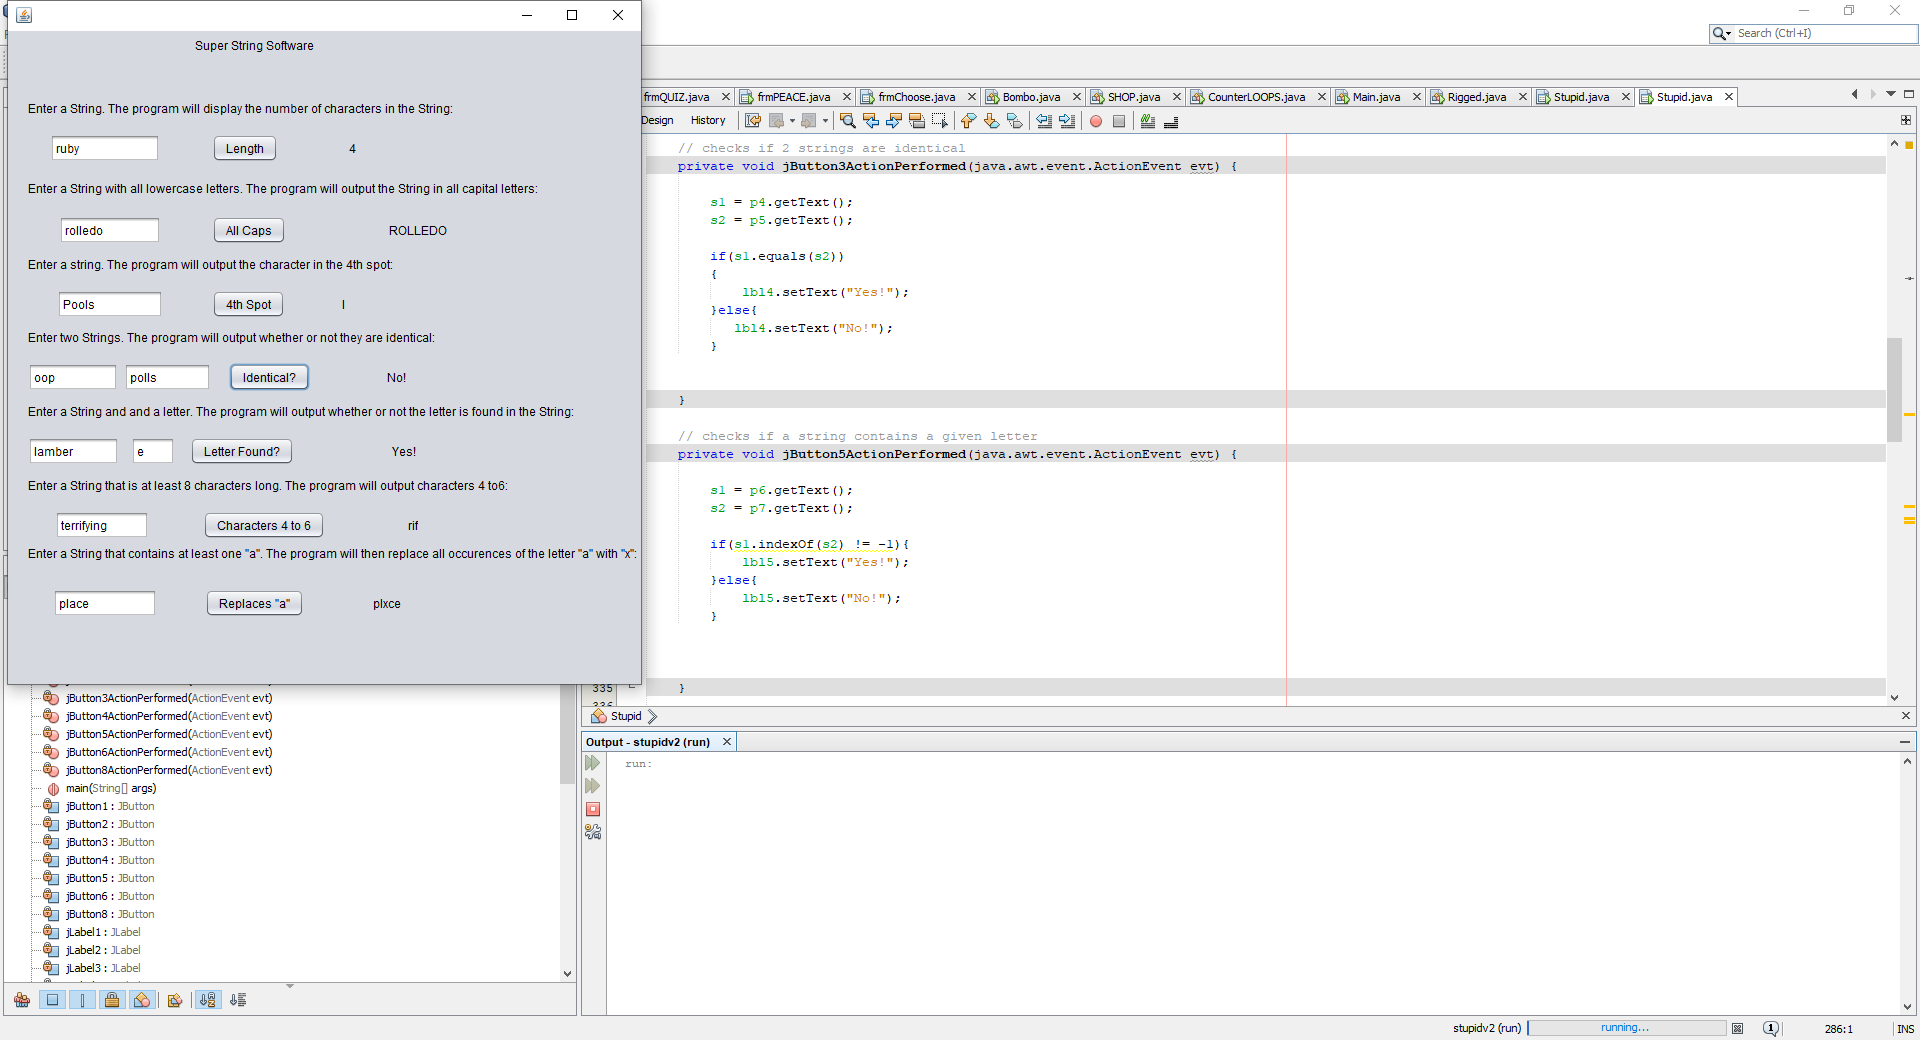 Super String Software
Enter a String. The program will display the number of characters in the String:
ruby Length 4
Enter a String with all lowercase letters. The program will output the String in all capital letters:
rolledo All Caps ROLLEDO
Enter a string. The program will output the character in the 4th spot:
Pools 4th Spot l
Enter two Strings. The program will output whether or not they are identical:
oop polls Identical? No!
Enter a String and and a letter. The program will output whether or not the letter is found in the String:
lamber e Letter Found? Yes!
Enter a String that is at least 8 characters long. The program will output characters 4 to6:
terrifying Characters 4 to 6 rif
Enter a String that contains at least one "a". The program will then replace all occurences of the letter "a" with "x":
place Replaces "a" plxce
jButton3ActionPerformed(ActionEvent evt)
jButton4ActionPerformed(ActionEvent evt)
jButton5ActionPerformed(ActionEvent evt)
jButton6ActionPerformed(ActionEvent evt)
jButton8ActionPerformed(ActionEvent evt)
main(String[] args)
jButton1 : JButton
jButton2 : JButton
jButton3 : JButton
jButton4 : JButton
jButton5 : JButton
jButton6 : JButton
jButton8 : JButton
jLabel1 : JLabel
jLabel2 : JLabel
jLabel3 : JLabel
Search (Ctrl+I)
frmQUIZ.java frmPEACE.java frmChoose.java Bombo.java SHOP.java CounterLOOPS.java Main.java Rigged.java Stupid.java Stupid.java
Design History
// checks if 2 strings are identical
private void jButton3ActionPerformed(java.awt.event.ActionEvent evt) {
s1 = p4.getText();
s2 = p5.getText();
if(s1.equals(s2))
{
lbl4.setText("Yes!");
}else{
lbl4.setText("No!");
}
}
// checks if a string contains a given letter
private void jButton5ActionPerformed(java.awt.event.ActionEvent evt) {
s1 = p6.getText();
s2 = p7.getText();
if(s1.indexOf(s2) != -1){
lbl5.setText("Yes!");
}else{
lbl5.setText("No!");
}
335 }
Stupid
Output - stupidv2 (run)
run:
stupidv2 (run) running... 1 286:1 INS